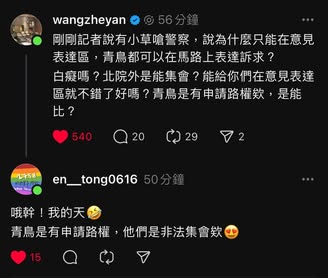 wangzheyan 56 分鐘
剛剛記者說有小草嗆警察，說為什麼只能在意見
表達區，青鳥都可以在馬路上表達訴求？
白癡嗎？北院外是能集會？能給你們在意見表達
區就不錯了好嗎？青鳥是有申請路權欸，是能
比？
540 20 29 2
en__tong0616 50分鐘
哦幹！我的天🤣
青鳥是有申請路權，他們是非法集會欸😍
15